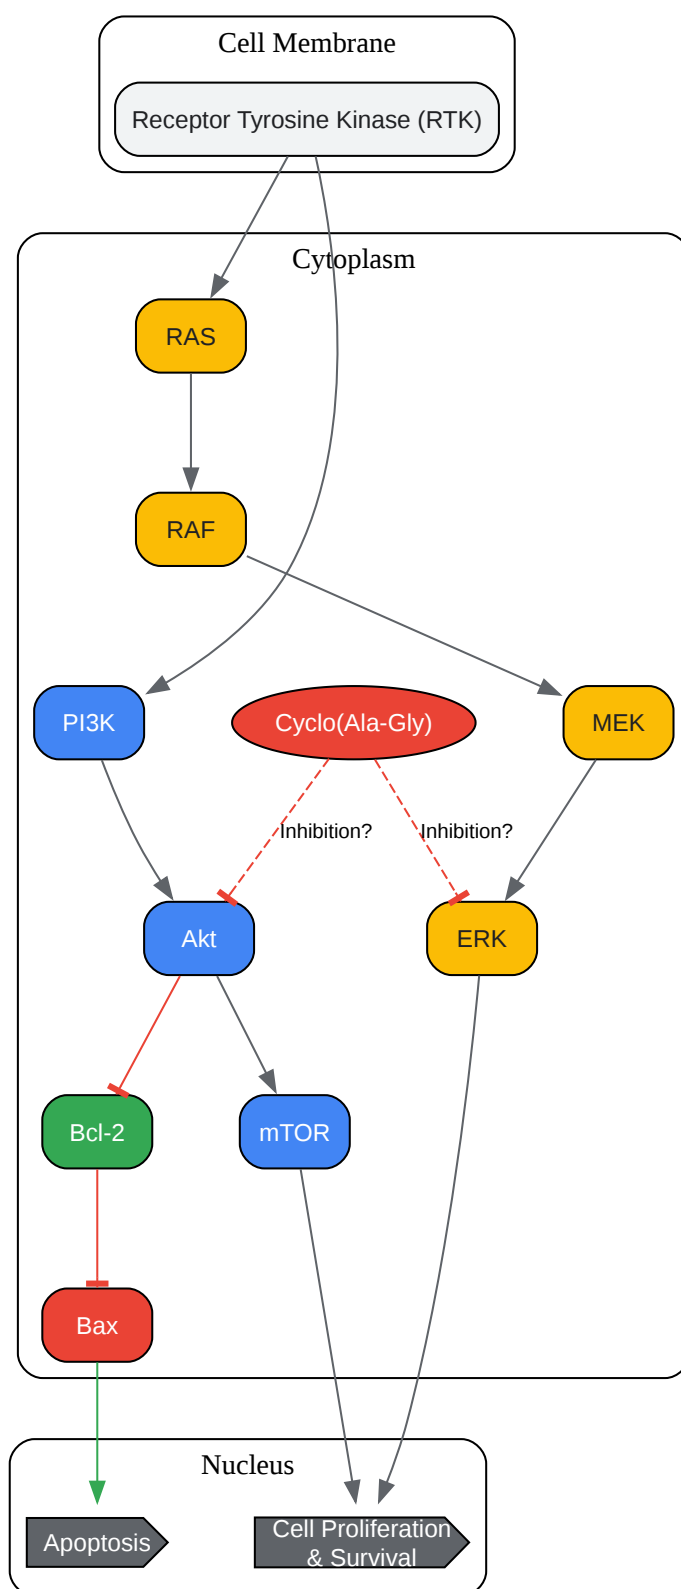 Cell Membrane
Receptor Tyrosine Kinase (RTK)
Cytoplasm
RAS
RAF
PI3K
Cyclo(Ala-Gly)
MEK
Inhibition?
Inhibition?
Akt
ERK
Bcl-2
mTOR
Bax
Nucleus
Apoptosis
Cell Proliferation
& Survival